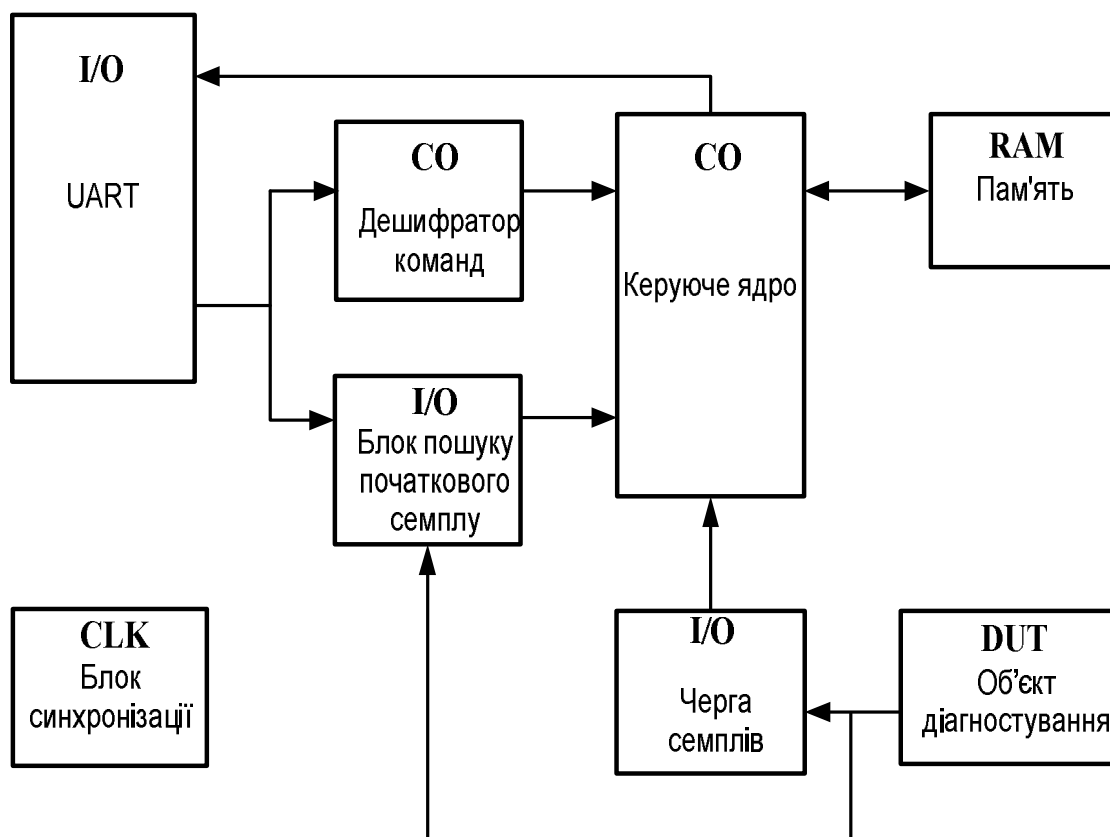 I/O
UART
CO
Дешифратор
команд
CO
Керуюче ядро
RAM
Пам'ять
I/O
Блок пошуку
початкового
семплу
CLK
Блок
синхронізації
I/O
Черга
семплів
DUT
Об’єкт
діагностування